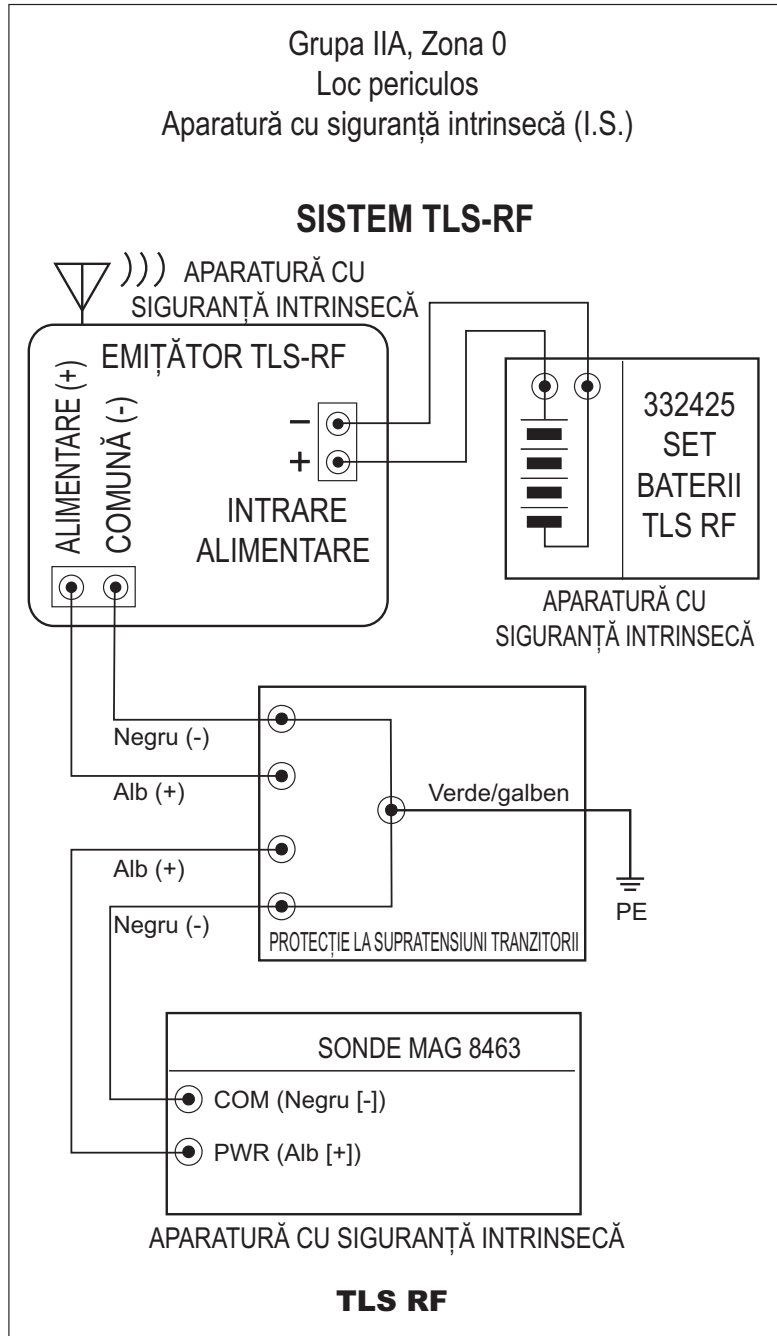 Grupa IIA, Zona 0
Loc periculos
Aparatură cu siguranță intrinsecă (I.S.)
SISTEM TLS-RF
APARATURĂ CU
SIGURANȚĂ INTRINSECĂ
EMIȚĂTOR TLS-RF
ALIMENTARE (+)
COMUNĂ (-)
–
+
INTRARE
ALIMENTARE
332425
SET
BATERII
TLS RF
APARATURĂ CU
SIGURANȚĂ INTRINSECĂ
Negru (-)
Alb (+)
Verde/galben
Alb (+)
Negru (-)
PE
PROTECȚIE LA SUPRATENSIUNI TRANZITORII
SONDE MAG 8463
COM (Negru [-])
PWR (Alb [+])
APARATURĂ CU SIGURANȚĂ INTRINSECĂ
TLS RF